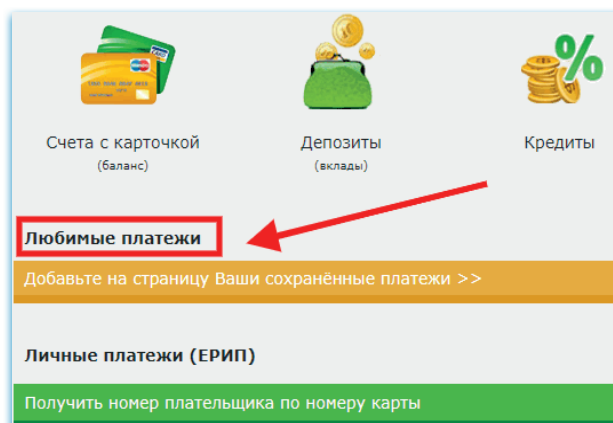 Счета с карточкой
(баланс)
Депозиты
(вклады)
Кредиты
Любимые платежи
Добавьте на страницу Ваши сохранённые платежи >>
Личные платежи (ЕРИП)
Получить номер плательщика по номеру карты